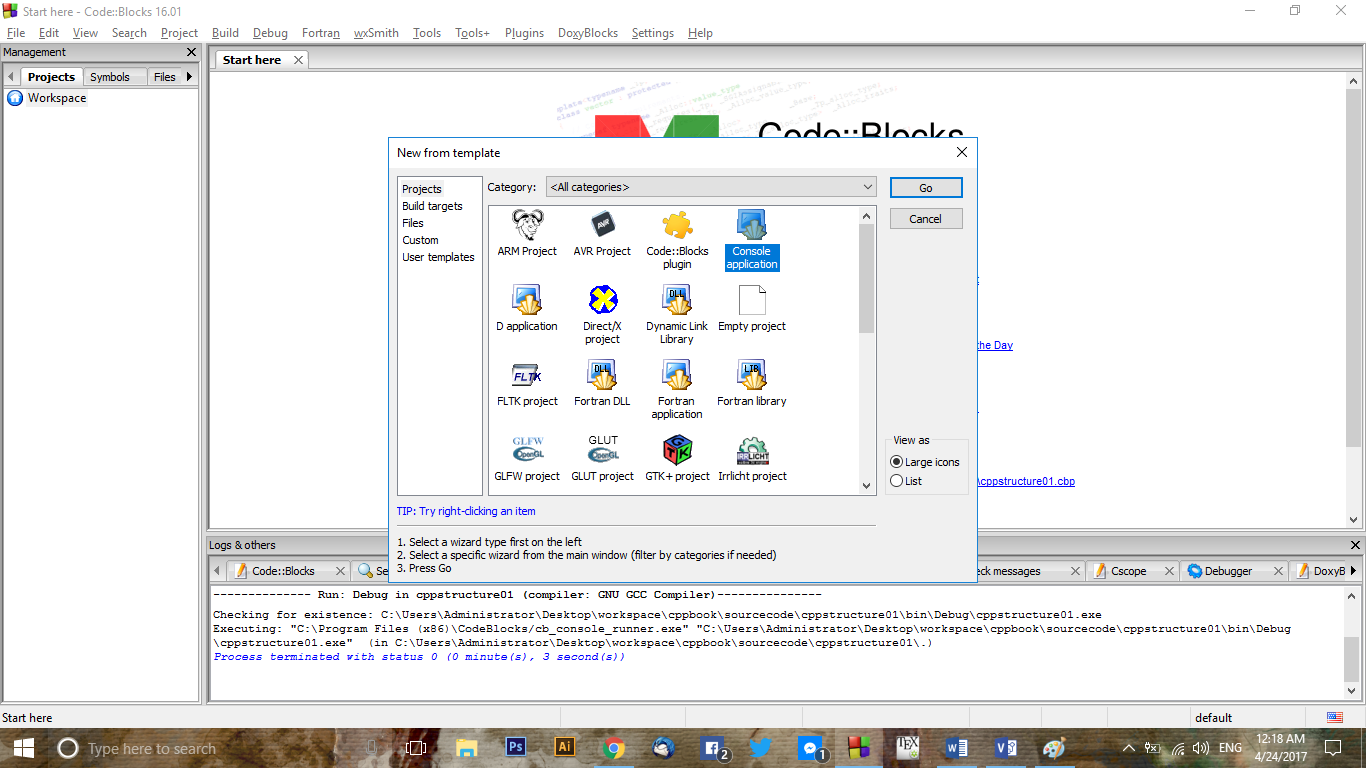 Start here - Code::Blocks 16.01
File Edit View Search Project Build Debug Fortran wxSmith Tools Tools+ Plugins DoxyBlocks Settings Help
Management
Projects Symbols Files
Workspace
Start here
Code::Blocks
New from template
Projects
Build targets
Files
Custom
User templates
Category: <All categories>
Go
Cancel
ARM Project
AVR Project
Code::Blocks
plugin
Console
application
D application
Direct/X
project
Dynamic Link
Library
Empty project
FLTK project
Fortran DLL
Fortran
application
Fortran library
GLFW project
GLUT project
GTK+ project
Irrlicht project
View as
Large icons
List
TIP: Try right-clicking an item
1. Select a wizard type first on the left
2. Select a specific wizard from the main window (filter by categories if needed)
3. Press Go
the Day
\cppstructure01.cbp
Logs & others
Code::Blocks Se ck messages Cscope Debugger DoxyB
-------------- Run: Debug in cppstructure01 (compiler: GNU GCC Compiler)---------------
Checking for existence: C:\Users\Administrator\Desktop\workspace\cppbook\sourcecode\cppstructure01\bin\Debug\cppstructure01.exe
Executing: "C:\Program Files (x86)\CodeBlocks/cb_console_runner.exe" "C:\Users\Administrator\Desktop\workspace\cppbook\sourcecode\cppstructure01\bin\Debug
\cppstructure01.exe"  (in C:\Users\Administrator\Desktop\workspace\cppbook\sourcecode\cppstructure01\.)
Process terminated with status 0 (0 minute(s), 3 second(s))
Start here
default
Type here to search
2
1
ENG
12:18 AM
4/24/2017